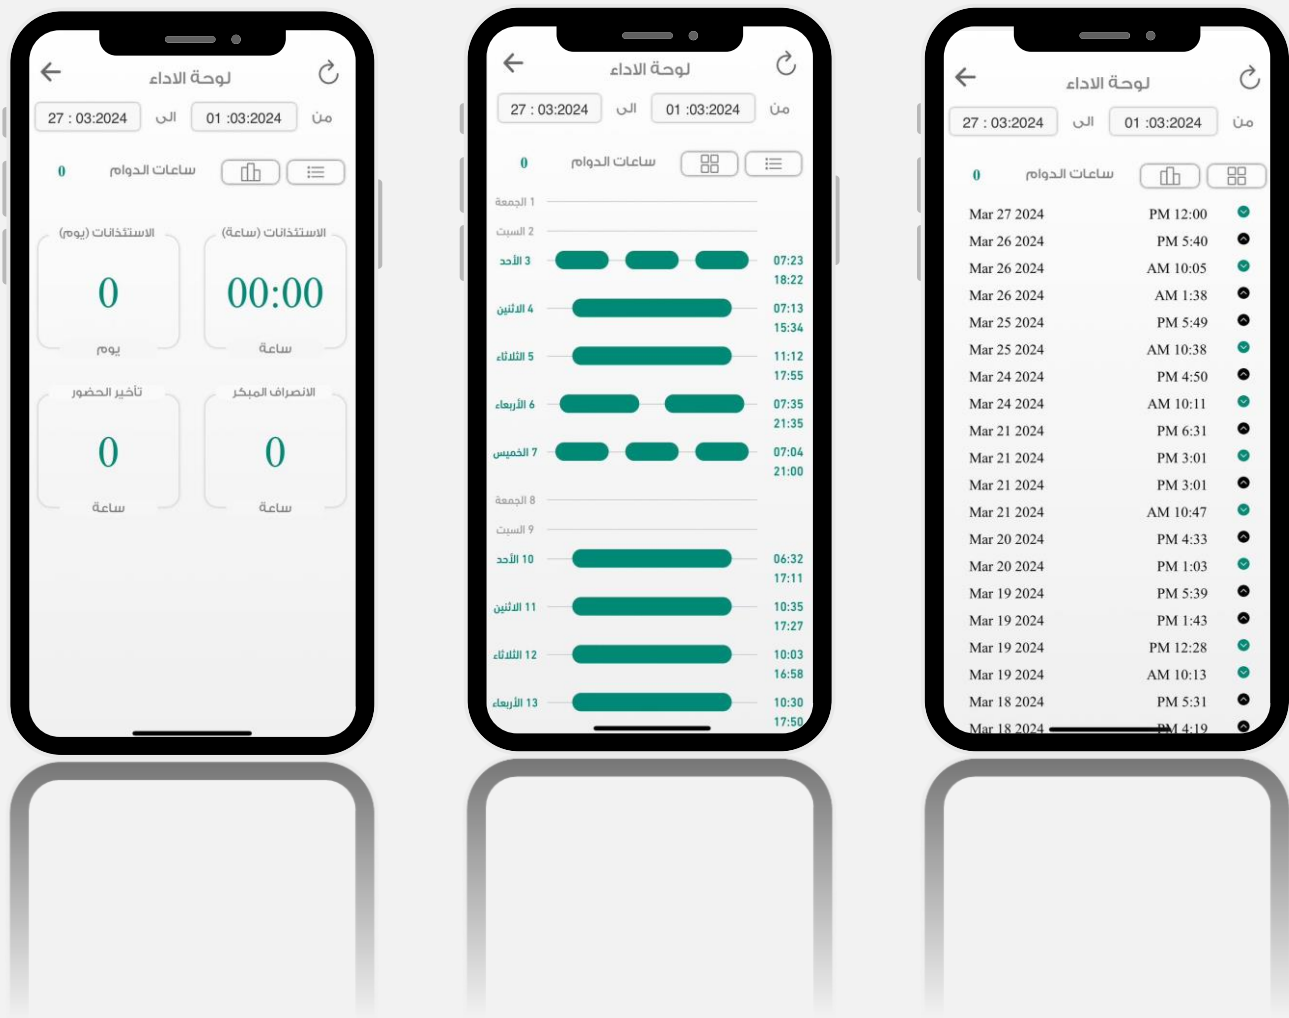 لوحة الاداء
من 01 :03:2024 الى 27 : 03:2024
ساعات الدوام 0
الاستئذانات (ساعة) الاستئذانات (يوم)
00:00 0
ساعة يوم
الانصراف المبكر تأخير الحضور
0 0
ساعة ساعة
لوحة الاداء
من 01 :03:2024 الى 27 : 03:2024
ساعات الدوام 0
1 الجمعة
2 السبت
3 الأحد 07:23
18:22
4 الاثنين 07:13
15:34
5 الثلاثاء 11:12
17:55
6 الأربعاء 07:35
21:35
7 الخميس 07:04
21:00
8 الجمعة
9 السبت
10 الأحد 06:32
17:11
11 الاثنين 10:35
17:27
12 الثلاثاء 10:03
16:58
13 الأربعاء 10:30
17:50
لوحة الاداء
من 01 :03:2024 الى 27 : 03:2024
ساعات الدوام 0
Mar 27 2024 PM 12:00
Mar 26 2024 PM 5:40
Mar 26 2024 AM 10:05
Mar 26 2024 AM 1:38
Mar 25 2024 PM 5:49
Mar 25 2024 AM 10:38
Mar 24 2024 PM 4:50
Mar 24 2024 AM 10:11
Mar 21 2024 PM 6:31
Mar 21 2024 PM 3:01
Mar 21 2024 PM 3:01
Mar 21 2024 AM 10:47
Mar 20 2024 PM 4:33
Mar 20 2024 PM 1:03
Mar 19 2024 PM 5:39
Mar 19 2024 PM 1:43
Mar 19 2024 PM 12:28
Mar 19 2024 AM 10:13
Mar 18 2024 PM 5:31
Mar 18 2024 PM 4:19